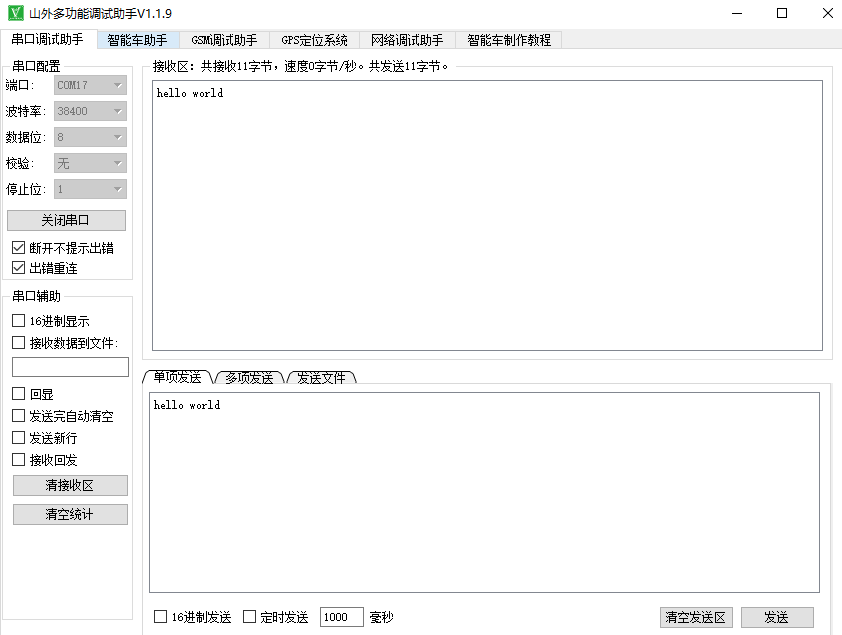 山外多功能调试助手V1.1.9
串口调试助手 智能车助手 GSM调试助手 GPS定位系统 网络调试助手 智能车制作教程
串口配置
端口: COM17
波特率: 38400
数据位: 8
校验: 无
停止位: 1
关闭串口
断开不提示出错
出错重连
串口辅助
16进制显示
接收数据到文件:
回显
发送完自动清空
发送新行
接收回发
清接收区
清空统计
接收区：共接收11字节，速度0字节/秒。共发送11字节。
hello world
单项发送 多项发送 发送文件
hello world
16进制发送 定时发送 1000 毫秒 清空发送区 发送